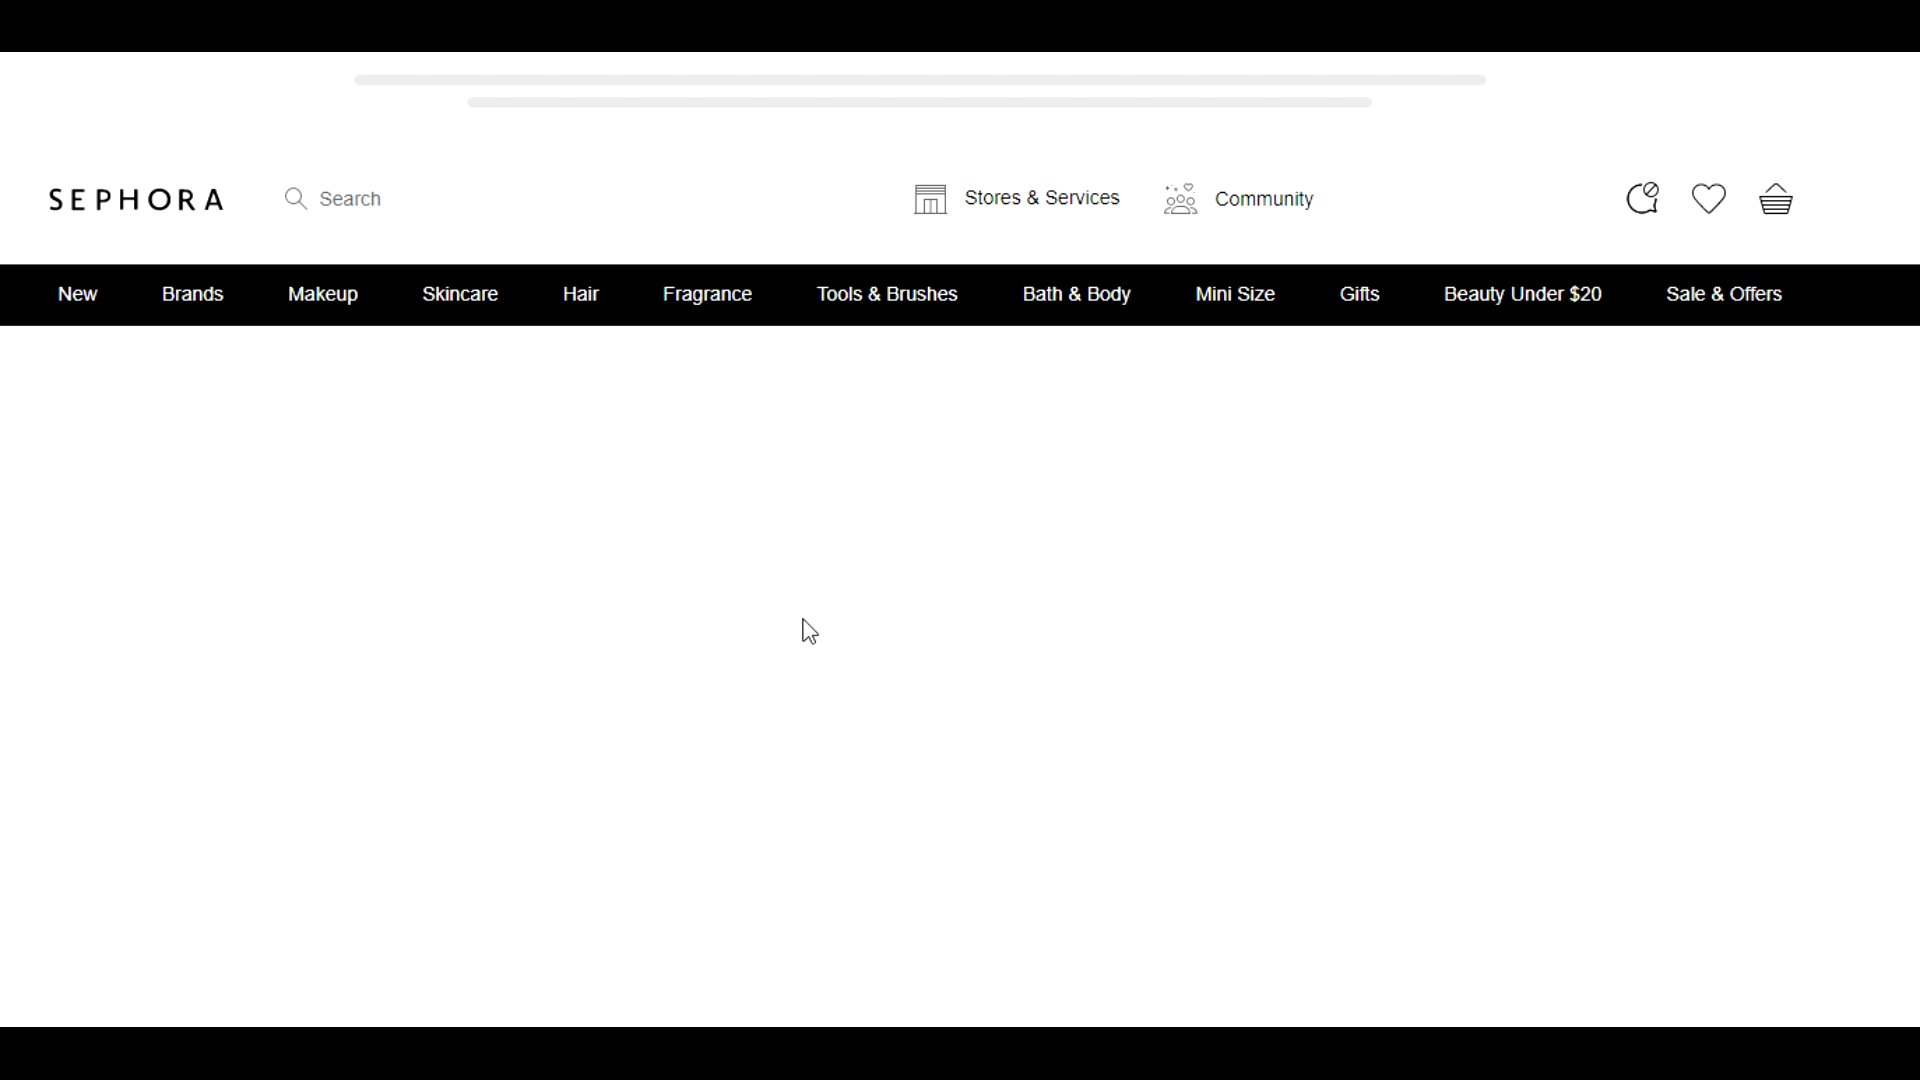 SEPHORA
Search
Stores & Services
Community
New
Brands
Makeup
Skincare
Hair
Fragrance
Tools & Brushes
Bath & Body
Mini Size
Gifts
Beauty Under $20
Sale & Offers